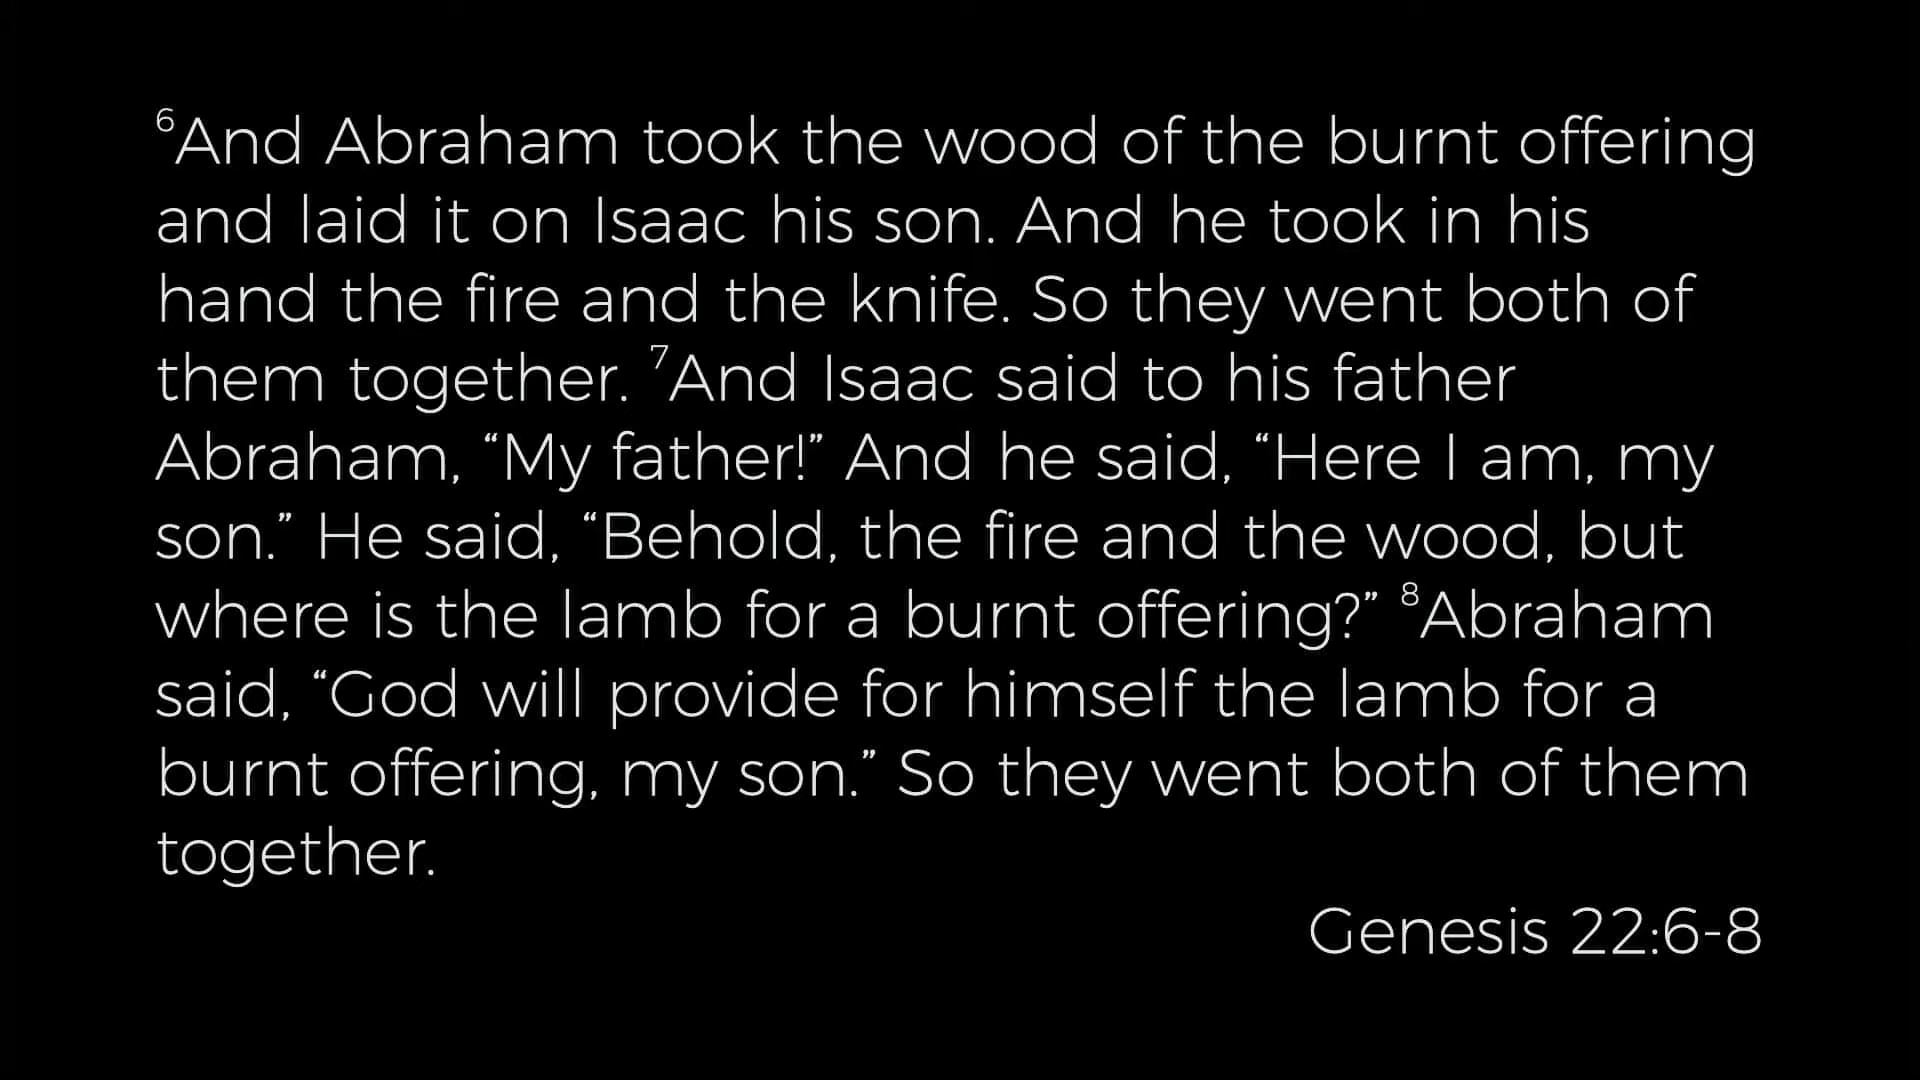 ⁶And Abraham took the wood of the burnt offering
and laid it on Isaac his son. And he took in his
hand the fire and the knife. So they went both of
them together. ⁷And Isaac said to his father
Abraham, “My father!” And he said, “Here I am, my
son.” He said, “Behold, the fire and the wood, but
where is the lamb for a burnt offering?” ⁸Abraham
said, “God will provide for himself the lamb for a
burnt offering, my son.” So they went both of them
together.
Genesis 22:6-8